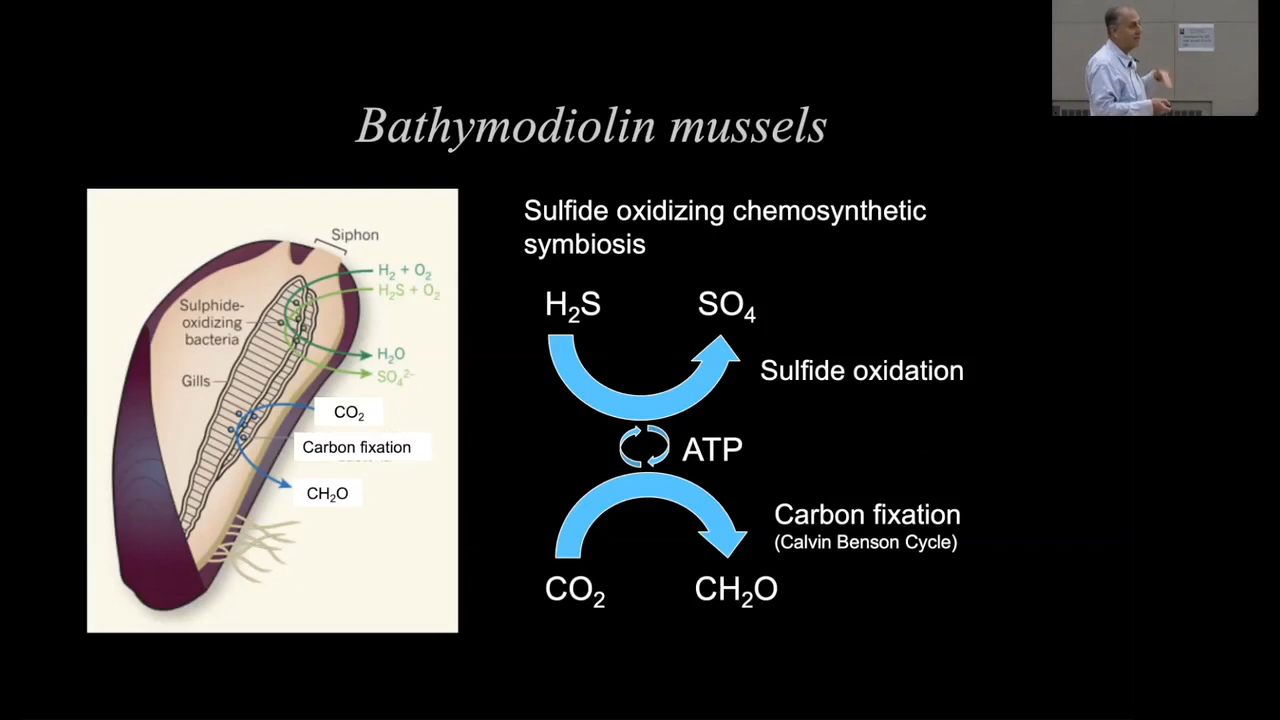 Bathymodiolin mussels
Siphon
H₂ + O₂
H₂S + O₂
Sulphide-
oxidizing
bacteria
H₂O
SO₄²⁻
Gills
CO₂
Carbon fixation
CH₂O
Sulfide oxidizing chemosynthetic
symbiosis
H₂S
SO₄
Sulfide oxidation
ATP
Carbon fixation
(Calvin Benson Cycle)
CO₂
CH₂O